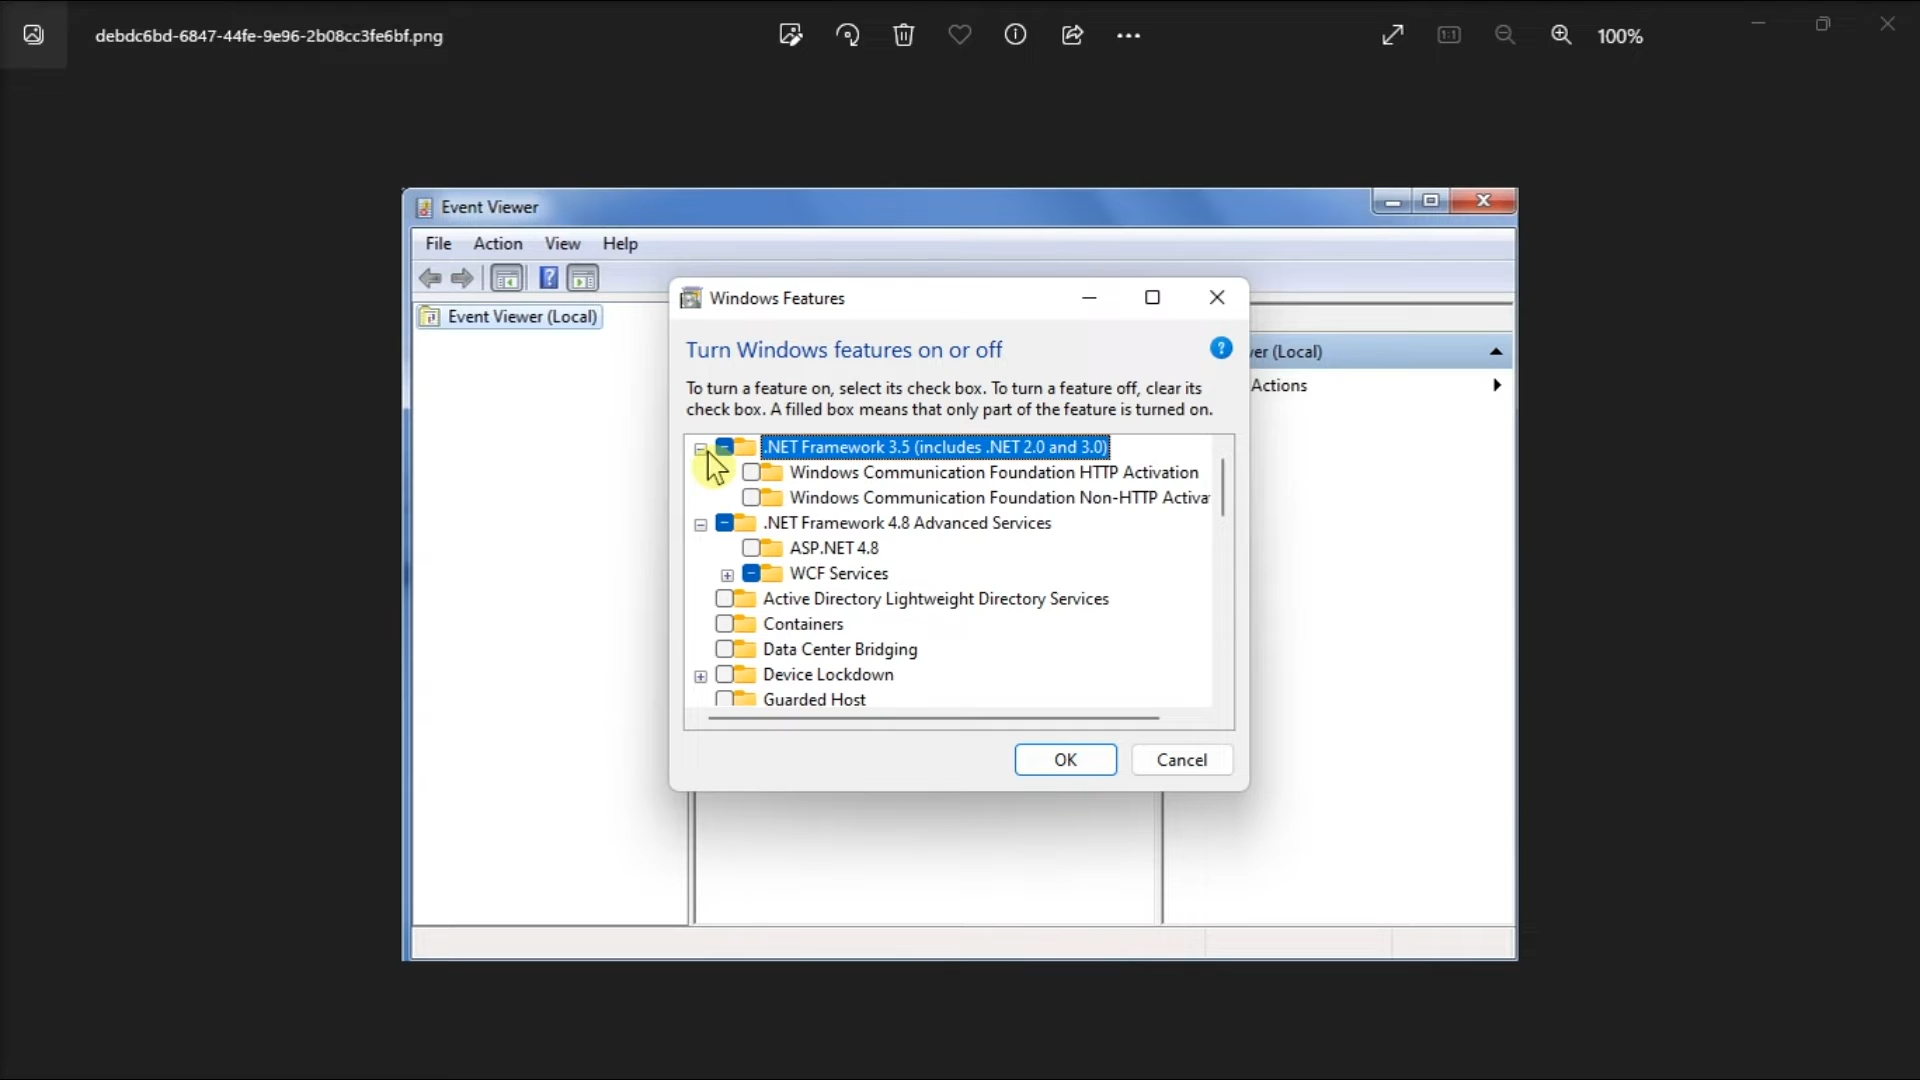 debdc6bd-6847-44fe-9e96-2b08cc3fe6bf.png
1:1
100%
Event Viewer
File Action View Help
Event Viewer (Local)
Windows Features
Turn Windows features on or off
To turn a feature on, select its check box. To turn a feature off, clear its
check box. A filled box means that only part of the feature is turned on.
.NET Framework 3.5 (includes .NET 2.0 and 3.0)
Windows Communication Foundation HTTP Activation
Windows Communication Foundation Non-HTTP Activa
.NET Framework 4.8 Advanced Services
ASP.NET 4.8
WCF Services
Active Directory Lightweight Directory Services
Containers
Data Center Bridging
Device Lockdown
Guarded Host
OK Cancel
er (Local)
Actions